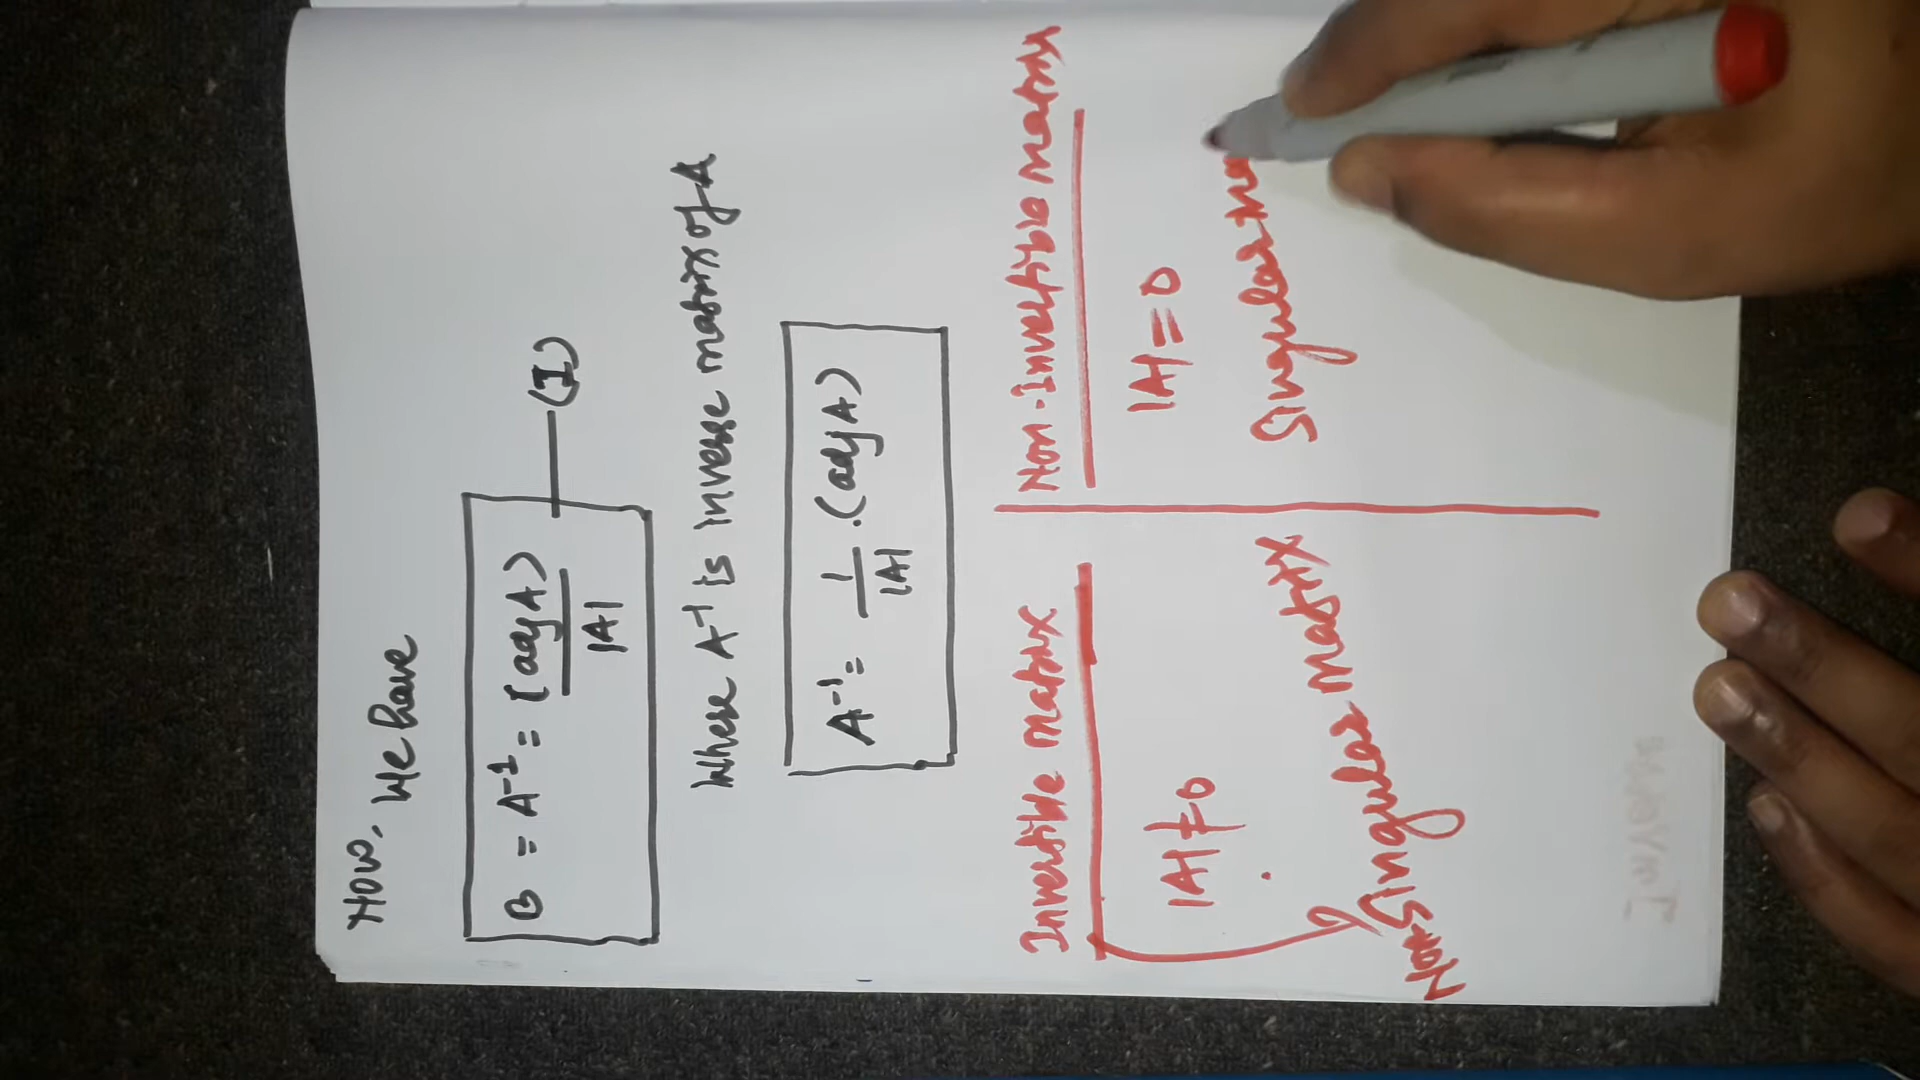 Now, We have
B = A⁻¹ = (adj A) / |A| —(I)
Where A⁻¹ is inverse matrix of A
A⁻¹ = 1/|A| . (adj A)
Invertible matrix
|A| ≠ 0
Non-Singular matrix
Non-Invertible matrix
|A| = 0
Singular ma